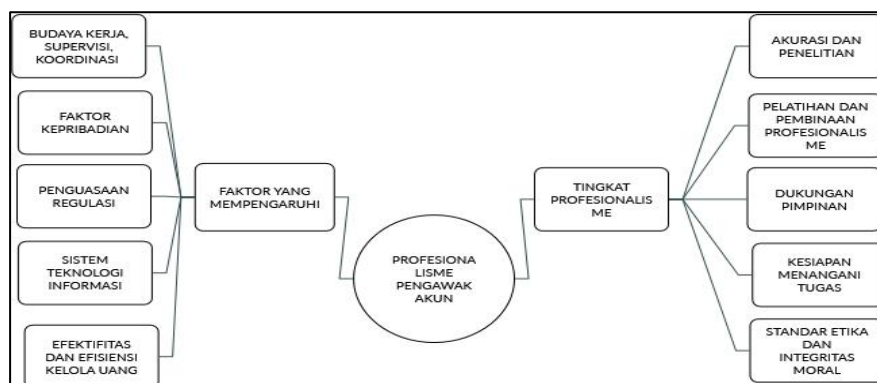 BUDAYA KERJA,
SUPERVISI,
KOORDINASI
FAKTOR
KEPRIBADIAN
PENGUASAAN
REGULASI
SISTEM
TEKNOLOGI
INFORMASI
EFEKTIFITAS
DAN EFISIENSI
KELOLA UANG
FAKTOR YANG
MEMPENGARUHI
PROFESIONA
LISME
PENGAWAK
AKUN
TINGKAT
PROFESIONALIS
ME
AKURASI DAN
PENELITIAN
PELATIHAN DAN
PEMBINAAN
PROFESIONALIS
ME
DUKUNGAN
PIMPINAN
KESIAPAN
MENANGANI
TUGAS
STANDAR ETIKA
DAN
INTEGRITAS
MORAL